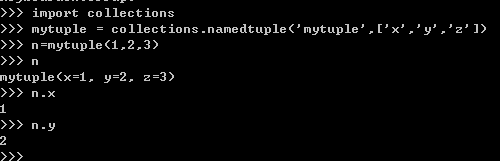 >>> import collections
>>> mytuple = collections.namedtuple('mytuple',['x','y','z'])
>>> n=mytuple(1,2,3)
>>> n
mytuple(x=1, y=2, z=3)
>>> n.x
1
>>> n.y
2
>>>